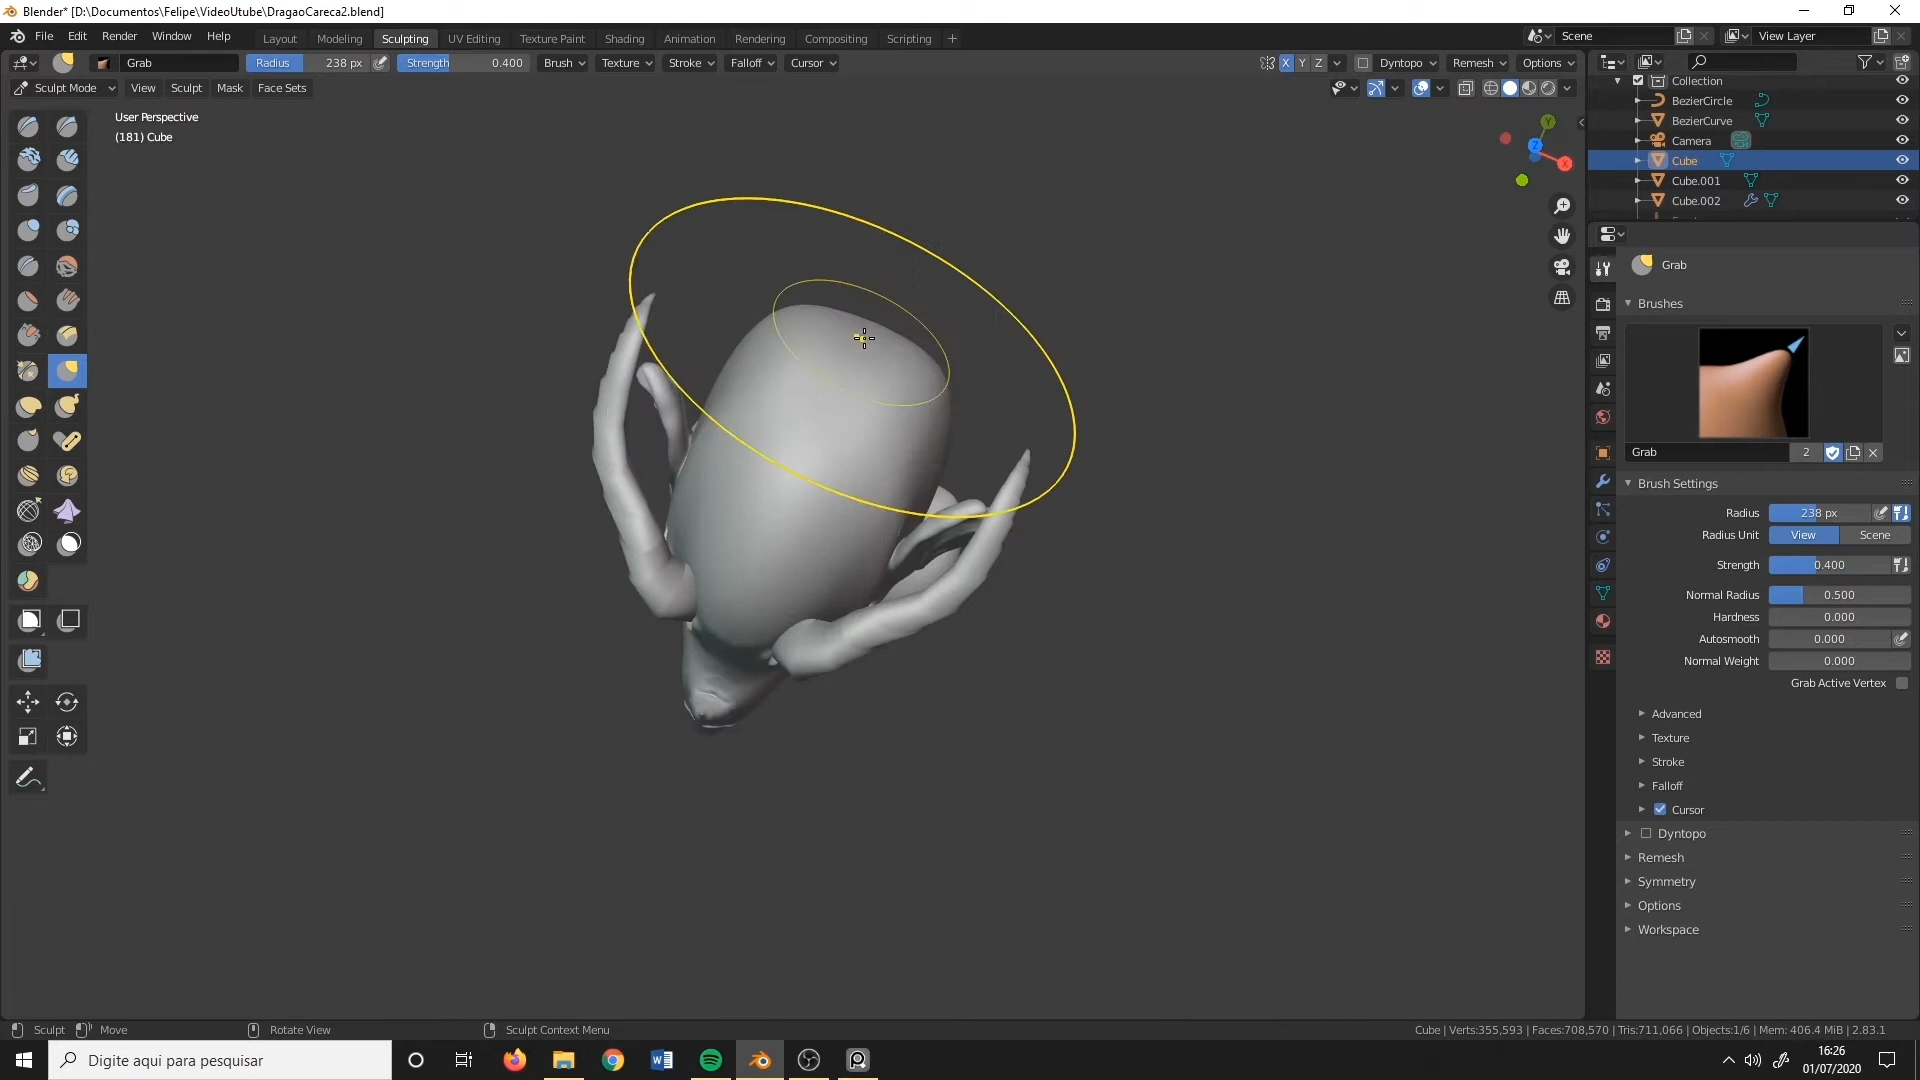 Blender* [D:\Documentos\Felipe\VideoUtube\DragaoCareca2.blend]
File Edit Render Window Help Layout Modeling Sculpting UV Editing Texture Paint Shading Animation Rendering Compositing Scripting + Scene View Layer
Grab Radius 238 px Strength 0.400 Brush Texture Stroke Falloff Cursor X Y Z Dyntopo Remesh Options
Sculpt Mode View Sculpt Mask Face Sets
User Perspective
(181) Cube
Y
Z
X
Collection
BezierCircle
BezierCurve
Camera
Cube
Cube.001
Cube.002
Grab
Brushes
Grab 2
Brush Settings
Radius 238 px
Radius Unit View Scene
Strength 0.400
Normal Radius 0.500
Hardness 0.000
Autosmooth 0.000
Normal Weight 0.000
Grab Active Vertex
Advanced
Texture
Stroke
Falloff
Cursor
Dyntopo
Remesh
Symmetry
Options
Workspace
Sculpt Move Rotate View Sculpt Context Menu Cube | Verts:355,593 | Faces:708,570 | Tris:711,066 | Objects:1/6 | Mem: 406.4 MiB | 2.83.1
Digite aqui para pesquisar
16:26
01/07/2020